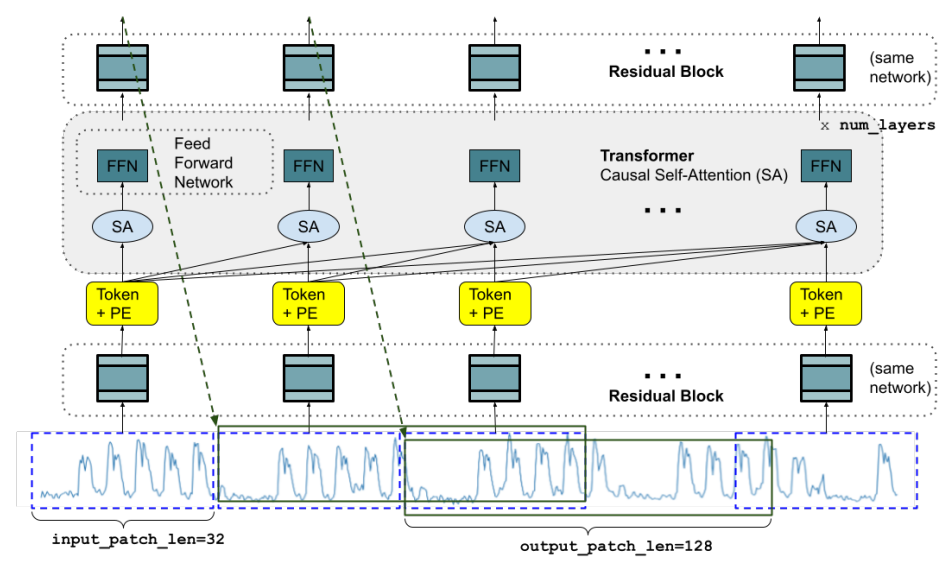 Residual Block
(same
network)
x num_layers
Feed
Forward
Network
FFN
FFN
FFN
FFN
Transformer
Causal Self-Attention (SA)
SA
SA
SA
SA
Token
+ PE
Token
+ PE
Token
+ PE
Token
+ PE
Residual Block
(same
network)
input_patch_len=32
output_patch_len=128